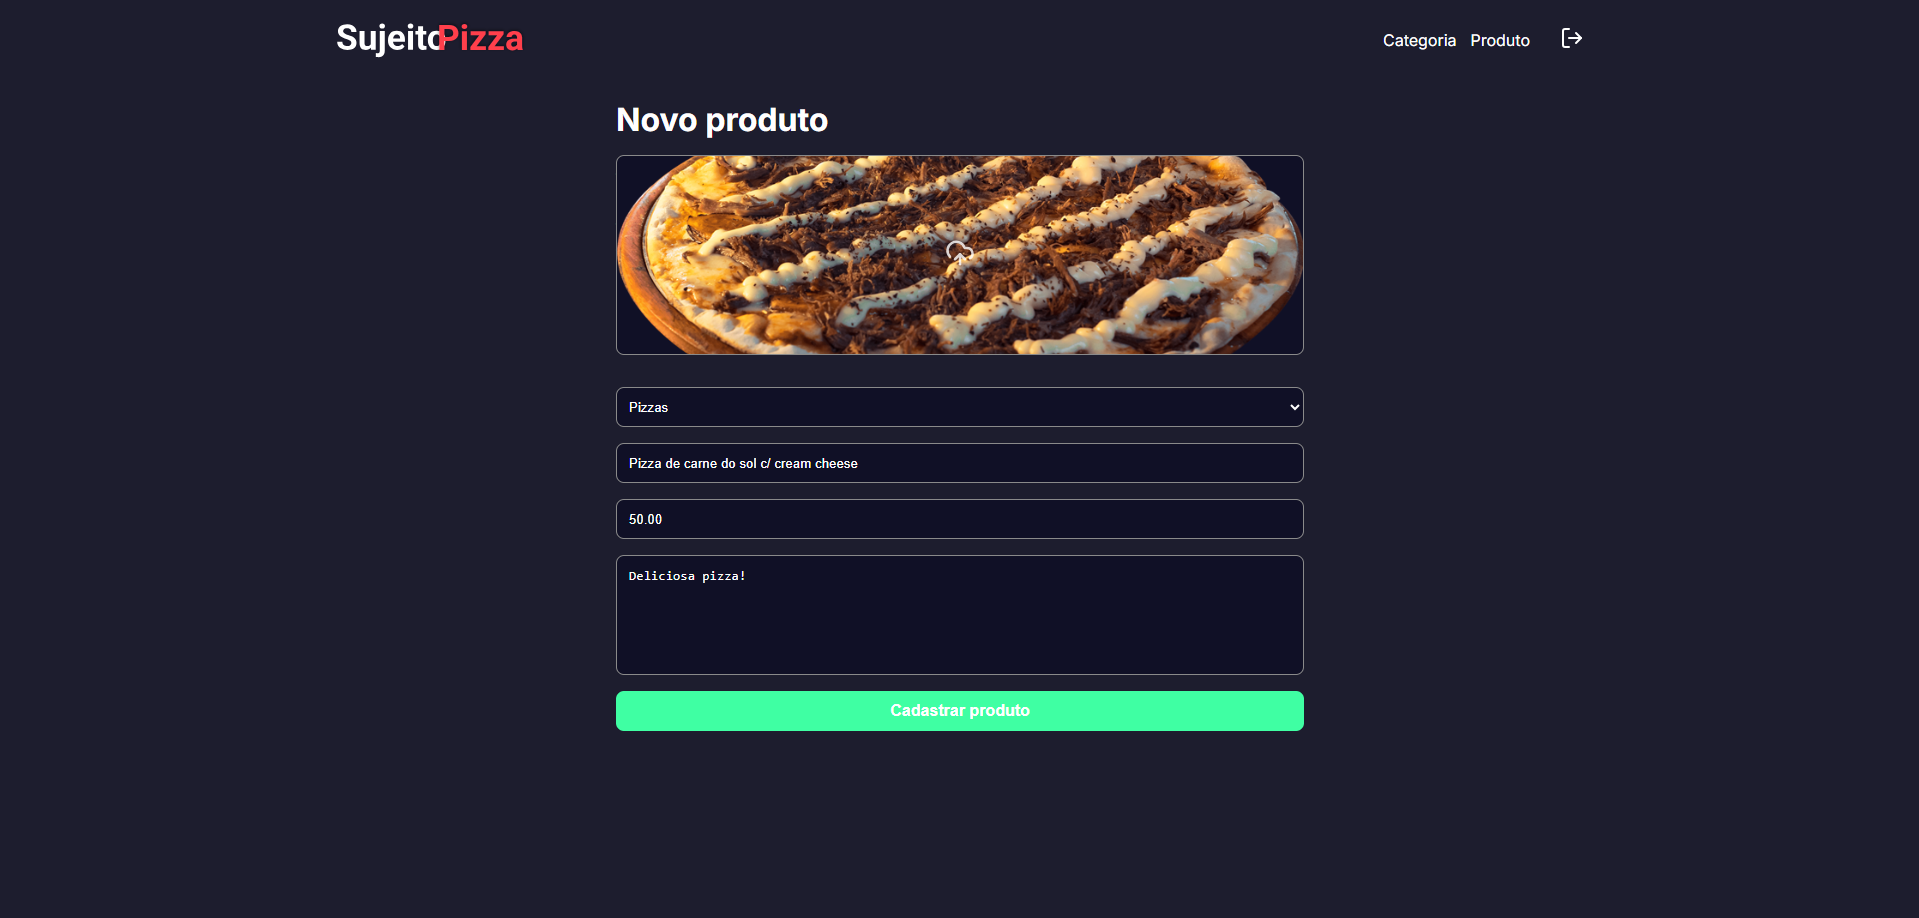 SujeitoPizza
Categoria Produto
Novo produto
Pizzas
Pizza de carne do sol c/ cream cheese
50.00
Deliciosa pizza!
Cadastrar produto